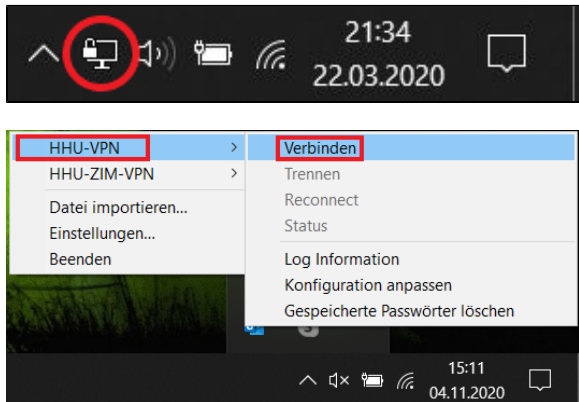 21:34
22.03.2020
HHU-VPN
HHU-ZIM-VPN
Datei importieren...
Einstellungen...
Beenden
Verbinden
Trennen
Reconnect
Status
Log Information
Konfiguration anpassen
Gespeicherte Passwörter löschen
15:11
04.11.2020